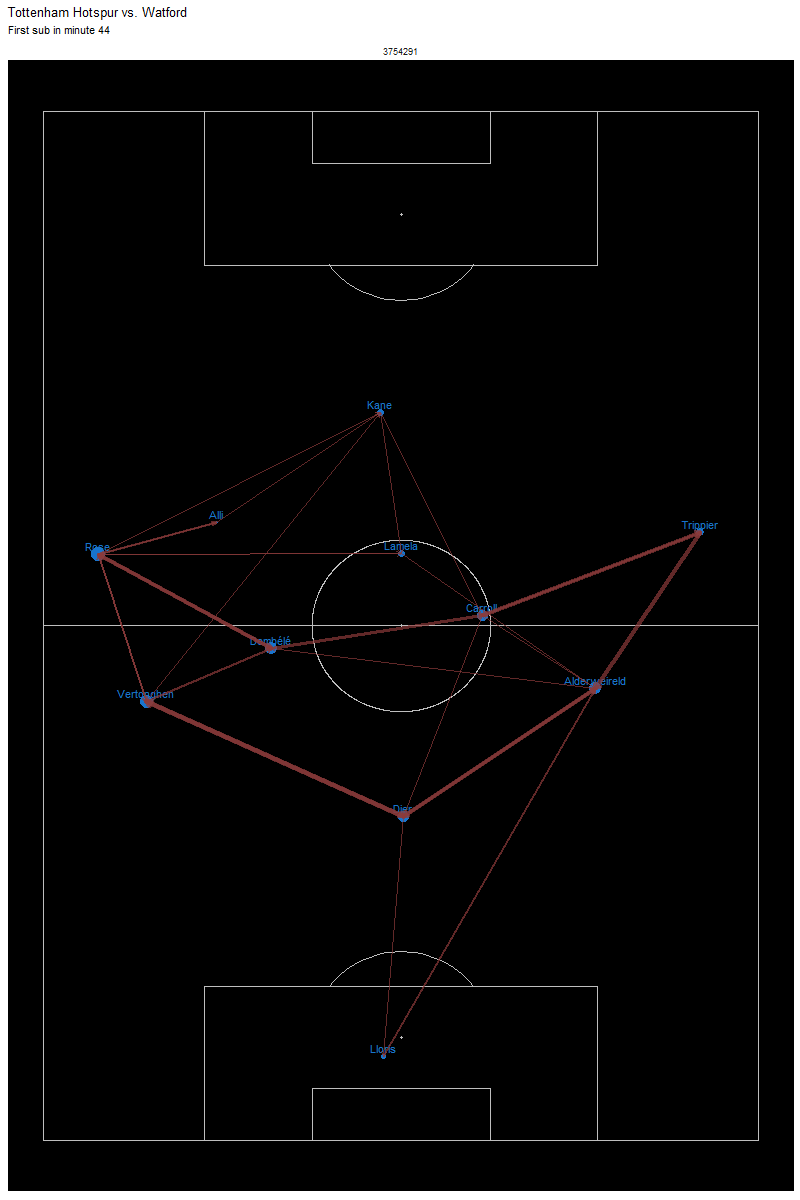 Tottenham Hotspur vs. Watford
First sub in minute 44
3754291
Kane
Alli
Trippier
Rose
Lamela
Carroll
Dembélé
Alderweireld
Vertonghen
Dier
Lloris